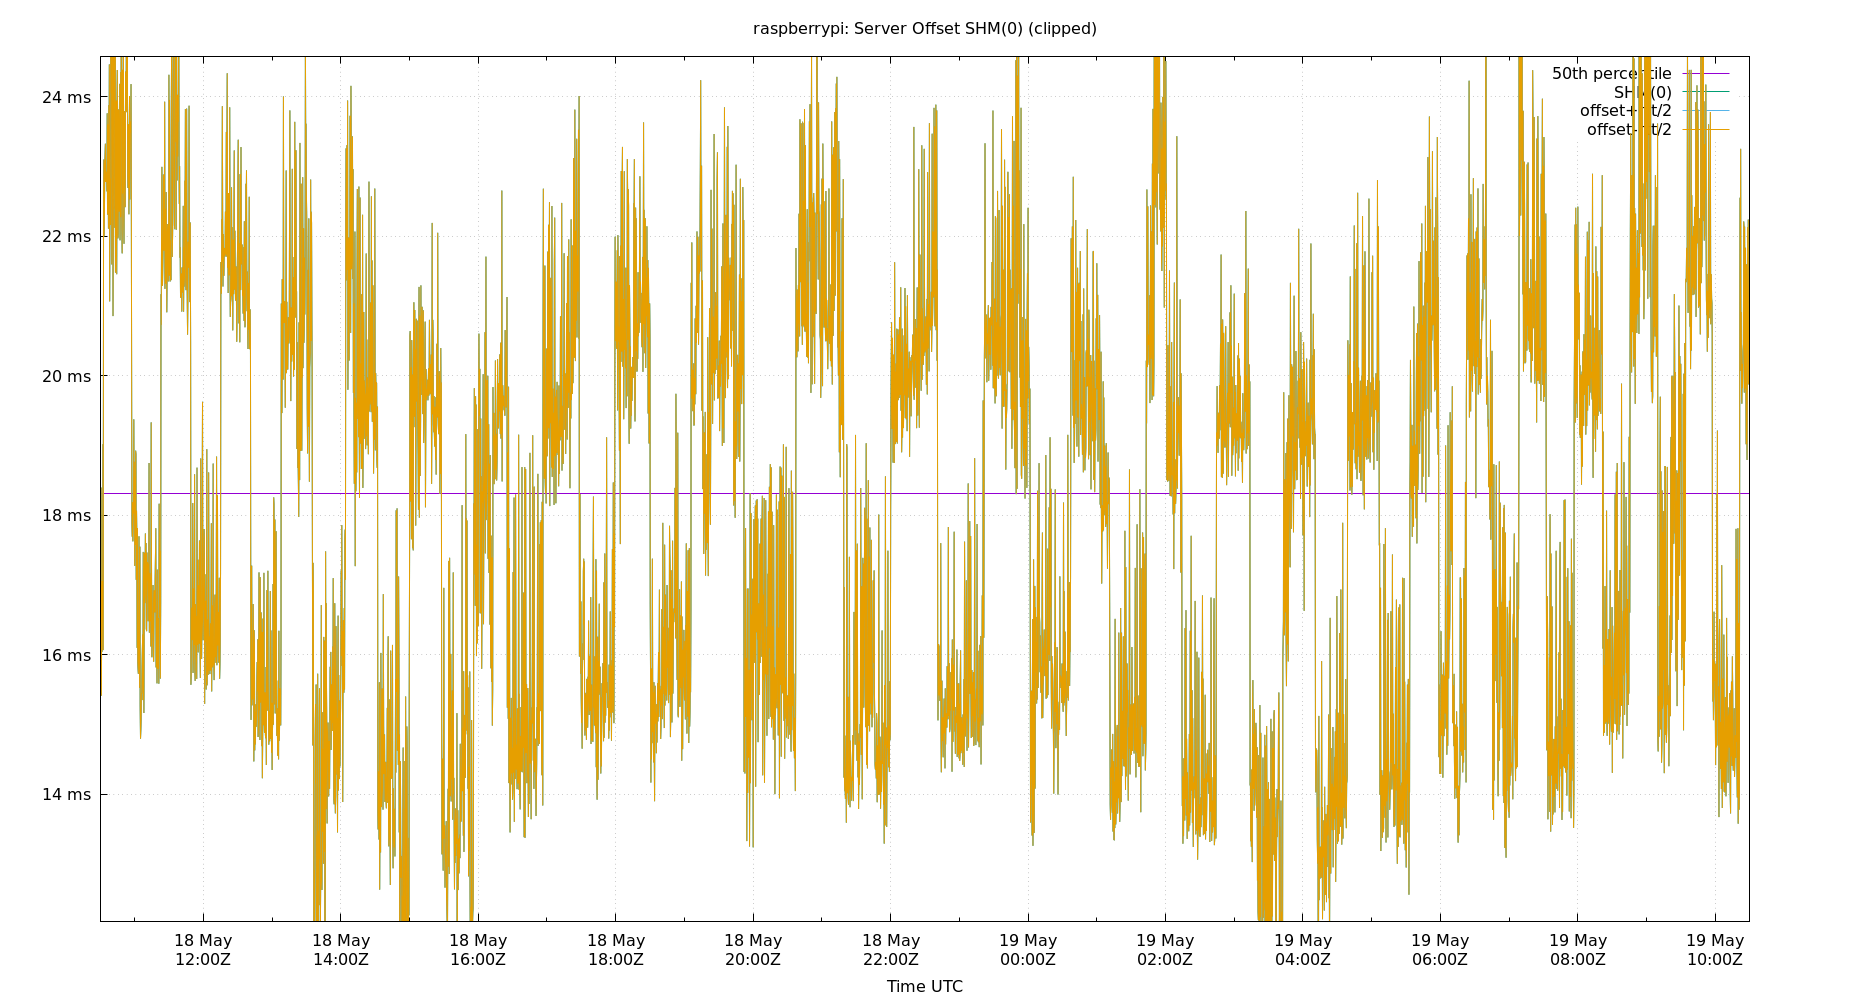 raspberrypi: Server Offset SHM(0) (clipped)
24 ms
22 ms
20 ms
18 ms
16 ms
14 ms
50th percentile
SHM(0)
offset+rtt/2
offset-rtt/2
18 May 18 May 18 May 18 May 18 May 18 May 19 May 19 May 19 May 19 May 19 May 19 May
12:00Z 14:00Z 16:00Z 18:00Z 20:00Z 22:00Z 00:00Z 02:00Z 04:00Z 06:00Z 08:00Z 10:00Z
Time UTC